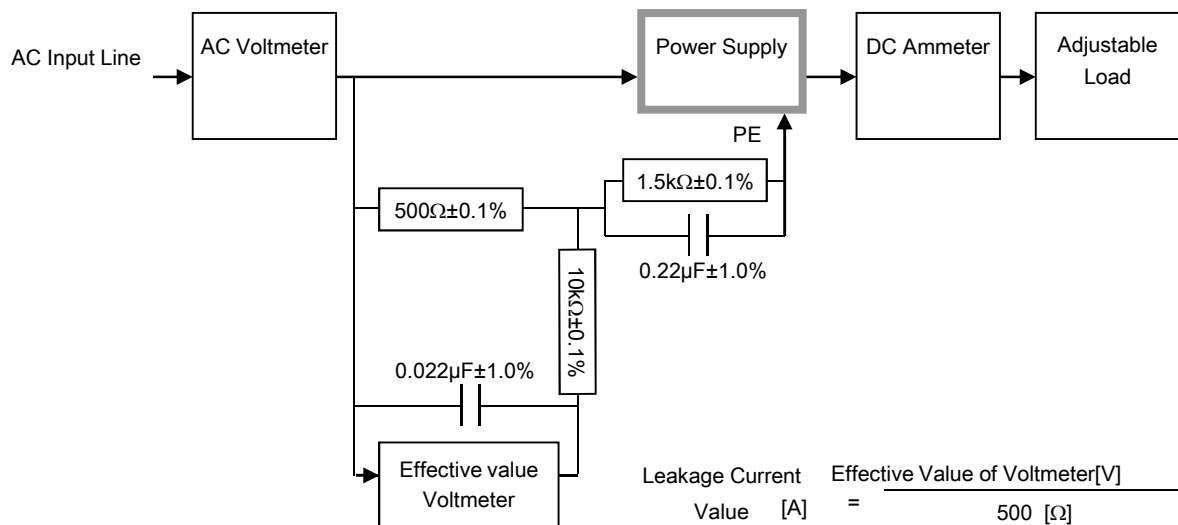 AC Input Line
AC Voltmeter
Power Supply
DC Ammeter
Adjustable
Load
PE
1.5kΩ±0.1%
500Ω±0.1%
0.22µF±1.0%
10kΩ±0.1%
0.022µF±1.0%
Effective value
Voltmeter
Leakage Current
Value [A] =
Effective Value of Voltmeter[V]
500 [Ω]